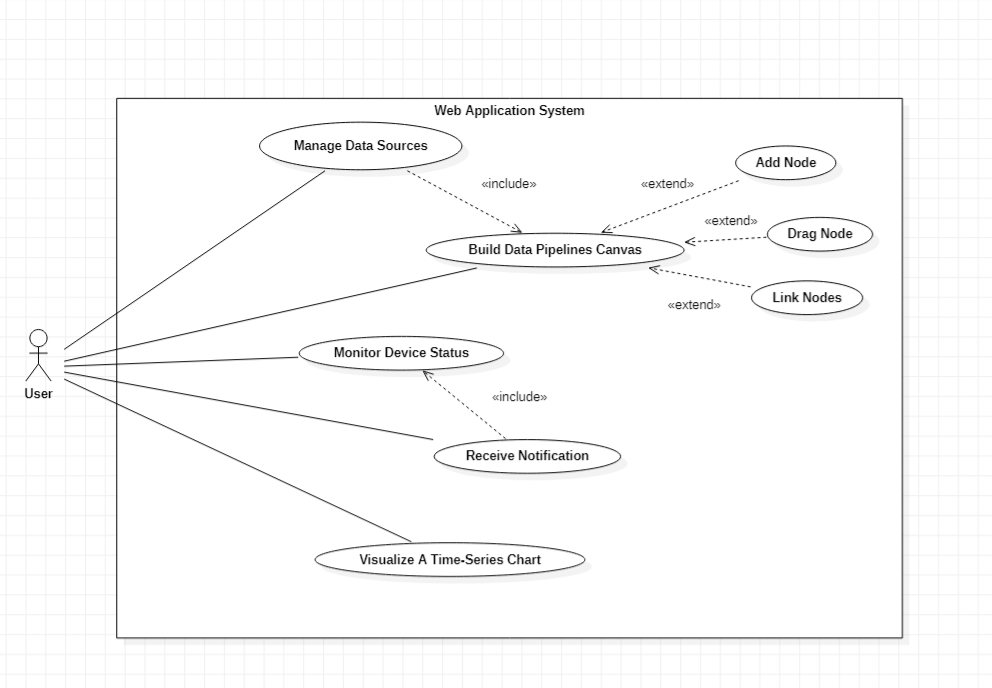 Web Application System
Manage Data Sources
Add Node
«include»
«extend»
«extend»
Drag Node
Build Data Pipelines Canvas
Link Nodes
«extend»
Monitor Device Status
User
«include»
Receive Notification
Visualize A Time-Series Chart